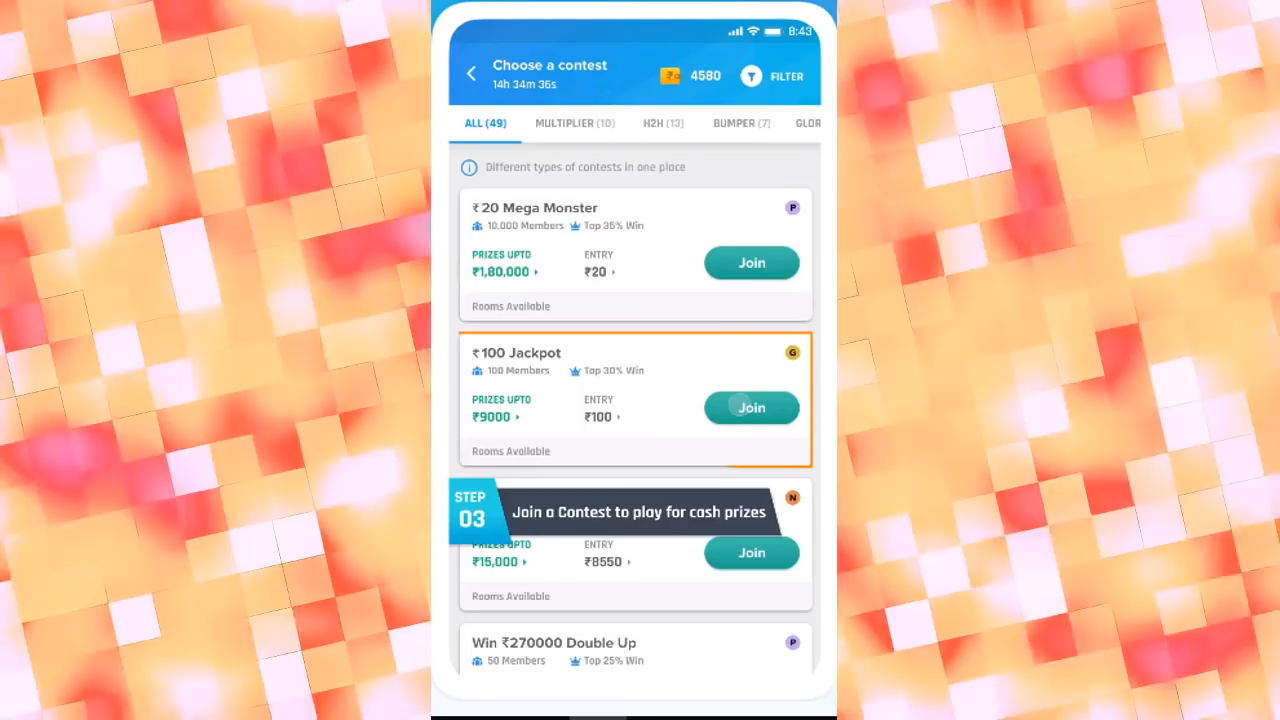 8:43
Choose a contest
14h 34m 36s
4580
FILTER
ALL (49) MULTIPLIER (10) H2H (13) BUMPER (7) GLOR
Different types of contests in one place
₹20 Mega Monster
P
10,000 Members Top 35% Win
PRIZES UPTO ENTRY
₹1,80,000 ₹20
Join
Rooms Available
₹100 Jackpot
G
100 Members Top 30% Win
PRIZES UPTO ENTRY
₹9000 ₹100
Join
Rooms Available
STEP
03
Join a Contest to play for cash prizes
N
PRIZES UPTO ENTRY
₹15,000 ₹8550
Join
Rooms Available
Win ₹270000 Double Up
P
50 Members Top 25% Win